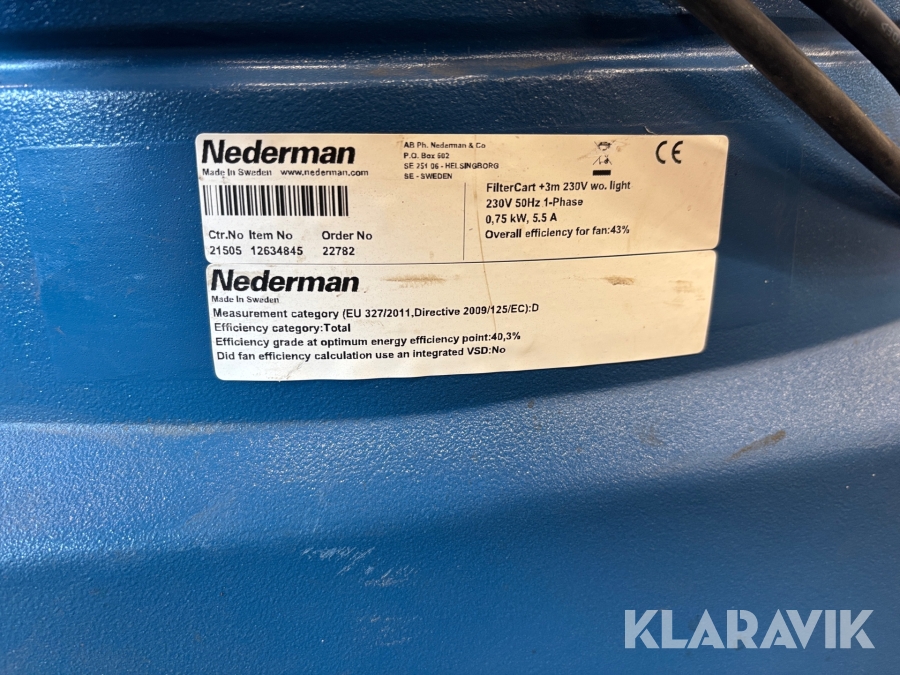 Nederman
Made In Sweden www.nederman.com
AB Ph. Nederman & Co
P.O. Box 602
SE 251 06 - HELSINGBORG
SE - SWEDEN
Ctr.No Item No Order No
21505 12634845 22782
FilterCart +3m 230V wo. light
230V 50Hz 1-Phase
0,75 kW, 5.5 A
Overall efficiency for fan:43%
CE
Nederman
Made In Sweden
Measurement category (EU 327/2011,Directive 2009/125/EC):D
Efficiency category:Total
Efficiency grade at optimum energy efficiency point:40,3%
Did fan efficiency calculation use an integrated VSD:No
KLARAVIK